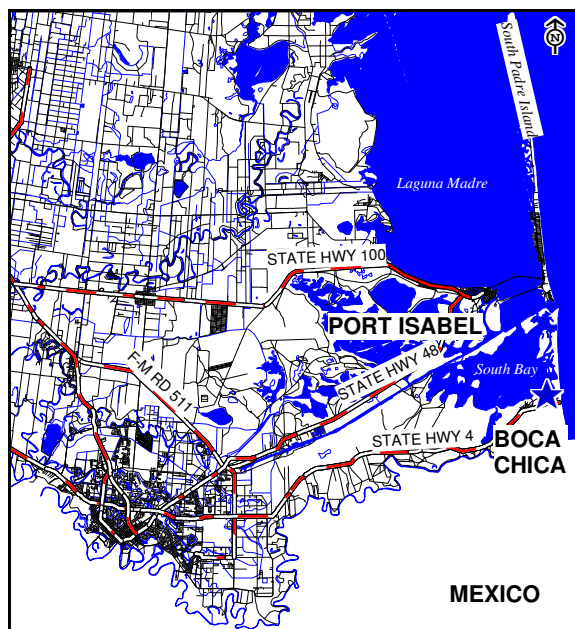 N
South Padre Island
Laguna Madre
STATE HWY 100
PORT ISABEL
F-M RD 511
STATE HWY 48
South Bay
STATE HWY 4
BOCA
CHICA
MEXICO